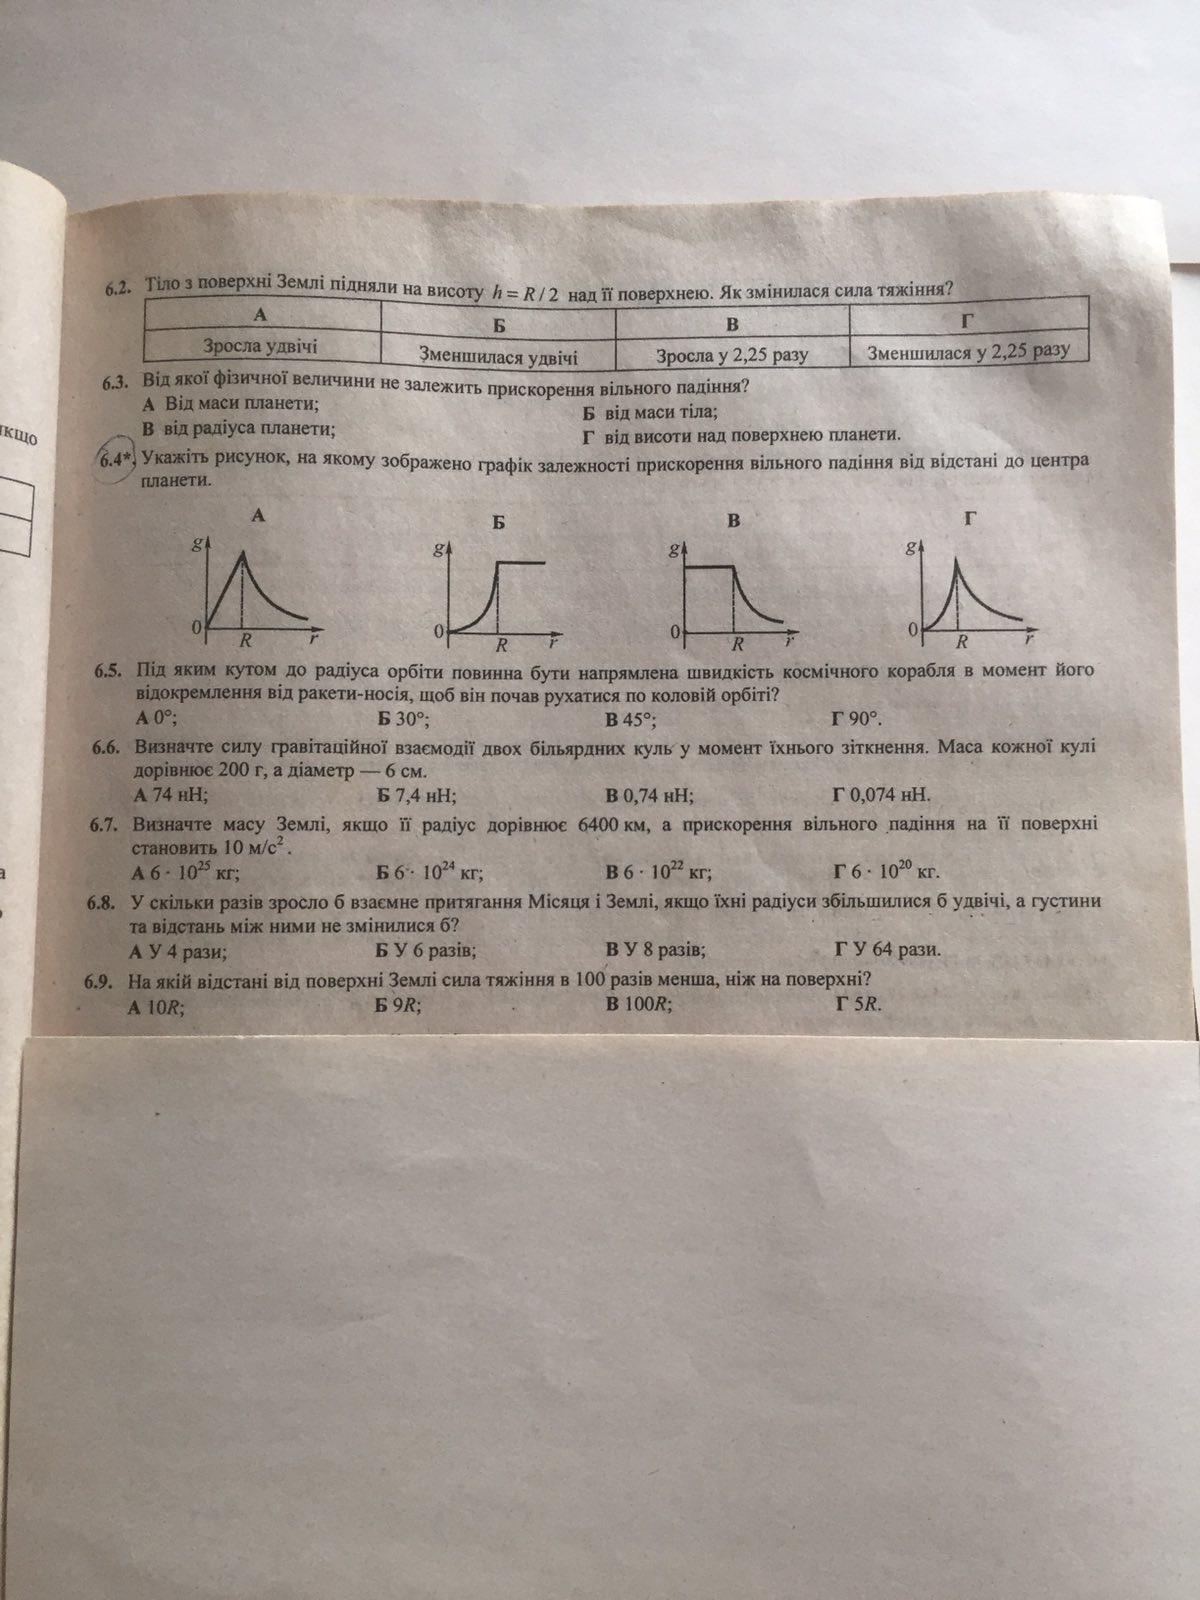 якщо
6.2. Тіло з поверхні Землі підняли на висоту h = R / 2 над її поверхнею. Як змінилася сила тяжіння?
А Б В Г
Зросла удвічі Зменшилася удвічі Зросла у 2,25 разу Зменшилася у 2,25 разу
6.3. Від якої фізичної величини не залежить прискорення вільного падіння?
А Від маси планети; Б від маси тіла;
В від радіуса планети; Г від висоти над поверхнею планети.
6.4*. Укажіть рисунок, на якому зображено графік залежності прискорення вільного падіння від відстані до центра
планети.
А Б В Г
g g g g
0 R r 0 R r 0 R r 0 R r
6.5. Під яким кутом до радіуса орбіти повинна бути напрямлена швидкість космічного корабля в момент його
відокремлення від ракети-носія, щоб він почав рухатися по коловій орбіті?
А 0°; Б 30°; В 45°; Г 90°.
6.6. Визначте силу гравітаційної взаємодії двох більярдних куль у момент їхнього зіткнення. Маса кожної кулі
дорівнює 200 г, а діаметр — 6 см.
А 74 нН; Б 7,4 нН; В 0,74 нН; Г 0,074 нН.
6.7. Визначте масу Землі, якщо її радіус дорівнює 6400 км, а прискорення вільного падіння на її поверхні
становить 10 м/с².
А 6 · 10²⁵ кг; Б 6 · 10²⁴ кг; В 6 · 10²² кг; Г 6 · 10²⁰ кг.
6.8. У скільки разів зросло б взаємне притягання Місяця і Землі, якщо їхні радіуси збільшилися б удвічі, а густини
та відстань між ними не змінилися б?
А У 4 рази; Б У 6 разів; В У 8 разів; Г У 64 рази.
6.9. На якій відстані від поверхні Землі сила тяжіння в 100 разів менша, ніж на поверхні?
А 10R; Б 9R; В 100R; Г 5R.